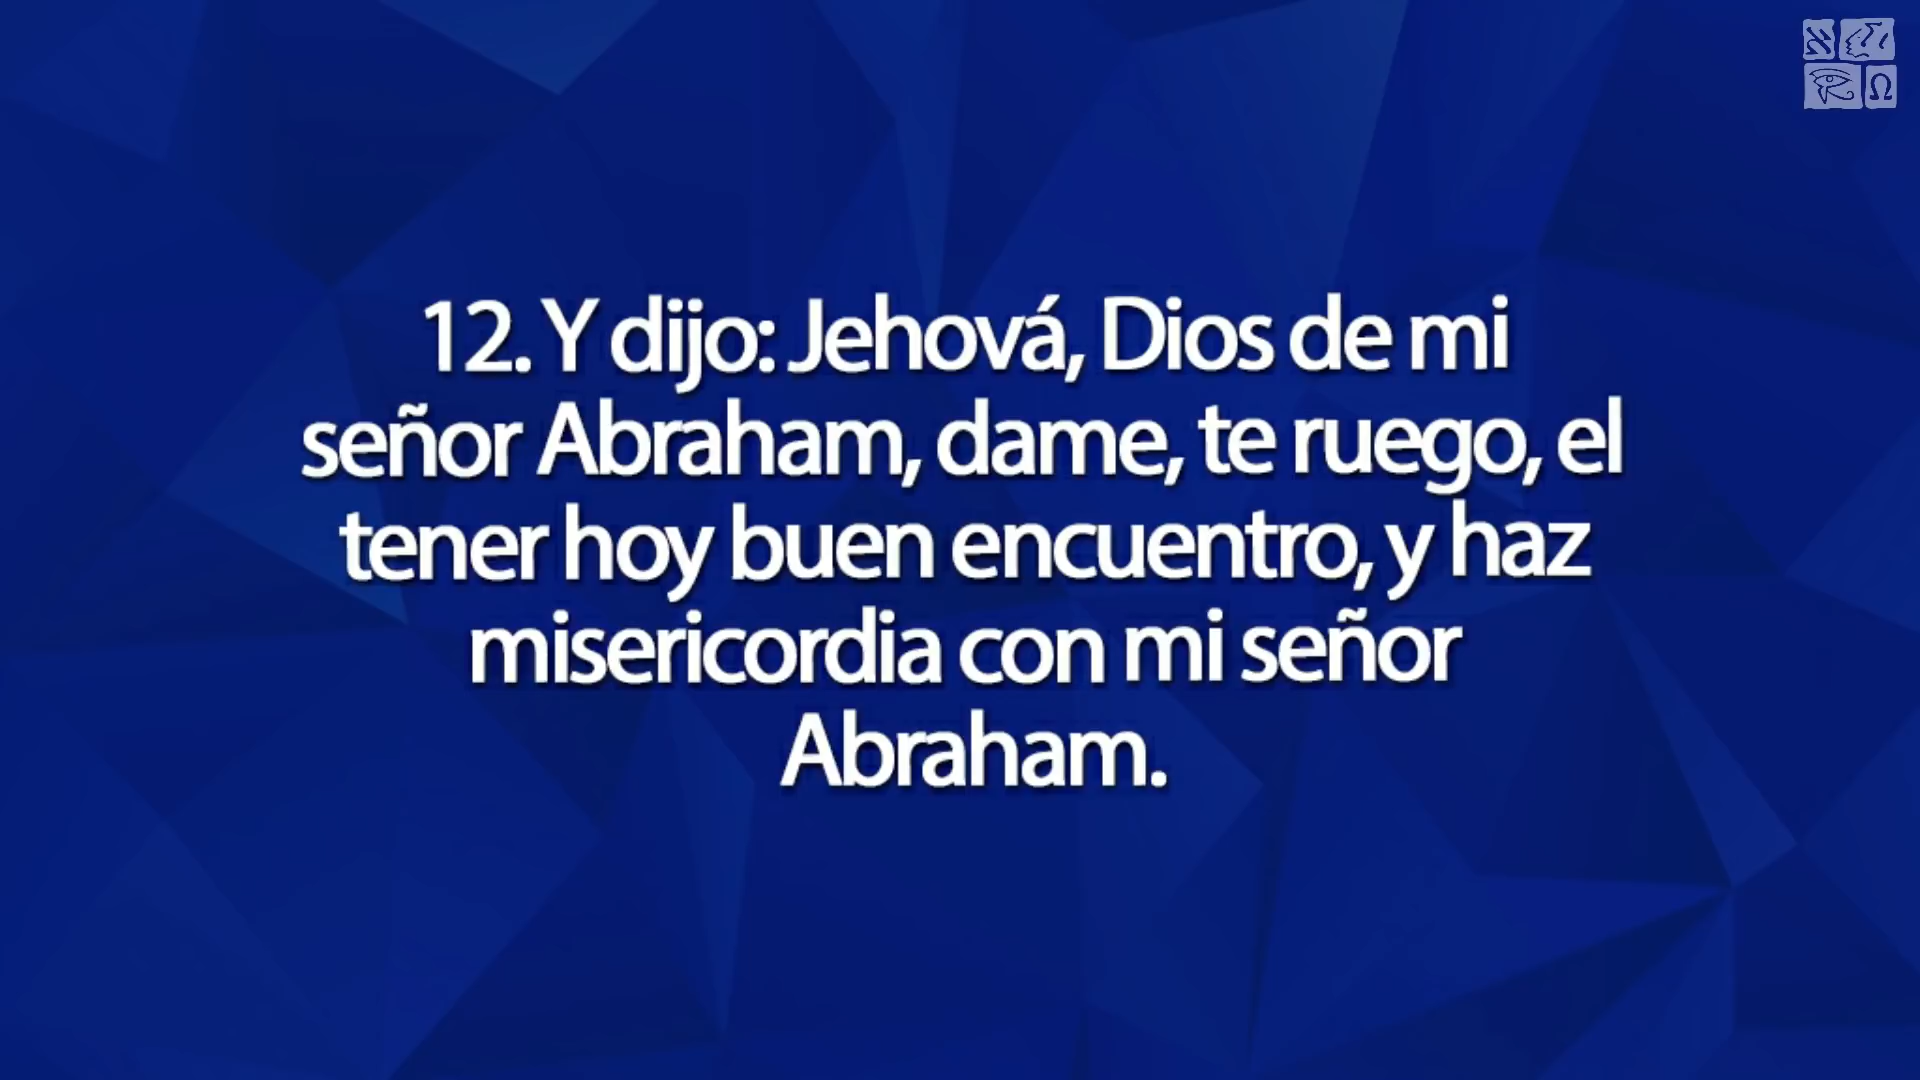 12. Y dijo: Jehová, Dios de mi
señor Abraham, dame, te ruego, el
tener hoy buen encuentro, y haz
misericordia con mi señor
Abraham.